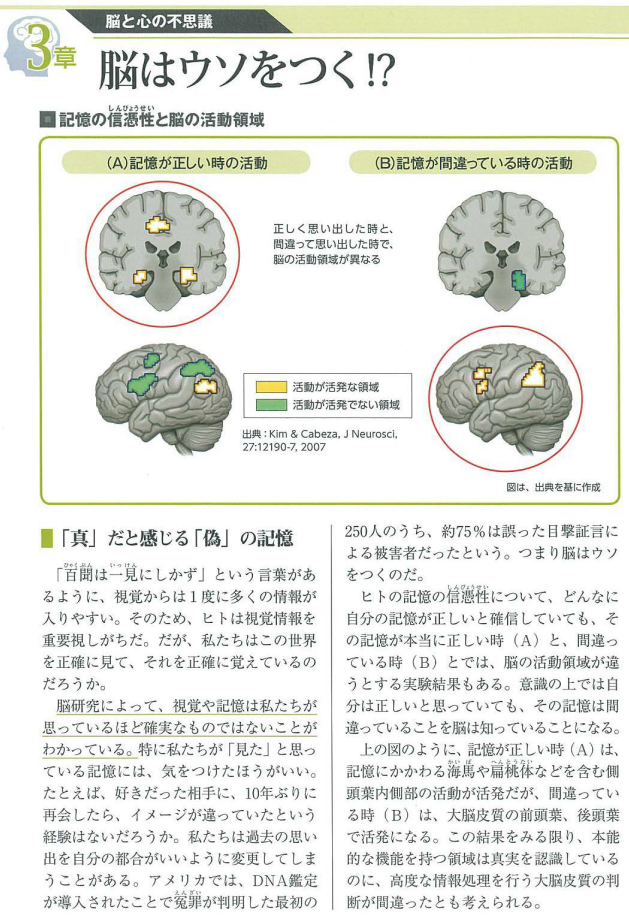 脳と心の不思議
3章
脳はウソをつく!?
■記憶の信憑性と脳の活動領域
しんぴょうせい
(A)記憶が正しい時の活動
(B)記憶が間違っている時の活動
正しく思い出した時と、
間違って思い出した時で、
脳の活動領域が異なる
活動が活発な領域
活動が活発でない領域
出典:Kim & Cabeza, J Neurosci,
27:12190-7, 2007
図は、出典を基に作成
「真」だと感じる「偽」の記憶
ひゃくぶん いっけん
「百聞は一見にしかず」という言葉があ
るように、視覚からは1度に多くの情報が
入りやすい。そのため、ヒトは視覚情報を
重要視しがちだ。だが、私たちはこの世界
を正確に見て、それを正確に覚えているの
だろうか。
脳研究によって、視覚や記憶は私たちが
思っているほど確実なものではないことが
わかっている。特に私たちが「見た」と思っ
ている記憶には、気をつけたほうがいい。
たとえば、好きだった相手に、10年ぶりに
再会したら、イメージが違っていたという
経験はないだろうか。私たちは過去の思い
出を自分の都合がいいように変更してしま
うことがある。アメリカでは、DNA鑑定
えんざい
が導入されたことで冤罪が判明した最初の
250人のうち、約75%は誤った目撃証言に
よる被害者だったという。つまり脳はウソ
をつくのだ。
しんぴょうせい
ヒトの記憶の信憑性について、どんなに
自分の記憶が正しいと確信していても、そ
の記憶が本当に正しい時(A)と、間違っ
ている時(B)とでは、脳の活動領域が違
うとする実験結果もある。意識の上では自
分は正しいと思っていても、その記憶は間
違っていることを脳は知っていることになる。
上の図のように、記憶が正しい時(A)は、
かいば へんとうたい
記憶にかかわる海馬や扁桃体などを含む側
頭葉内側部の活動が活発だが、間違ってい
る時(B)は、大脳皮質の前頭葉、後頭葉
で活発になる。この結果をみる限り、本能
的な機能を持つ領域は真実を認識している
のに、高度な情報処理を行う大脳皮質の判
断が間違ったとも考えられる。